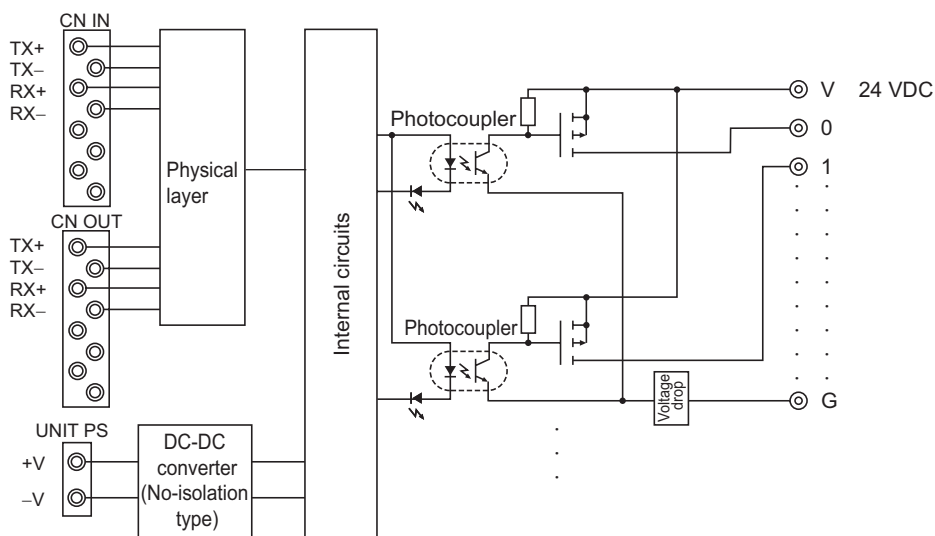 CN IN
TX+
TX−
RX+
RX−
CN OUT
TX+
TX−
RX+
RX−
UNIT PS
+V
−V
Physical
layer
DC-DC
converter
(No-isolation
type)
Internal circuits
Photocoupler
Photocoupler
Voltage
drop
V 24 VDC
0
1
G